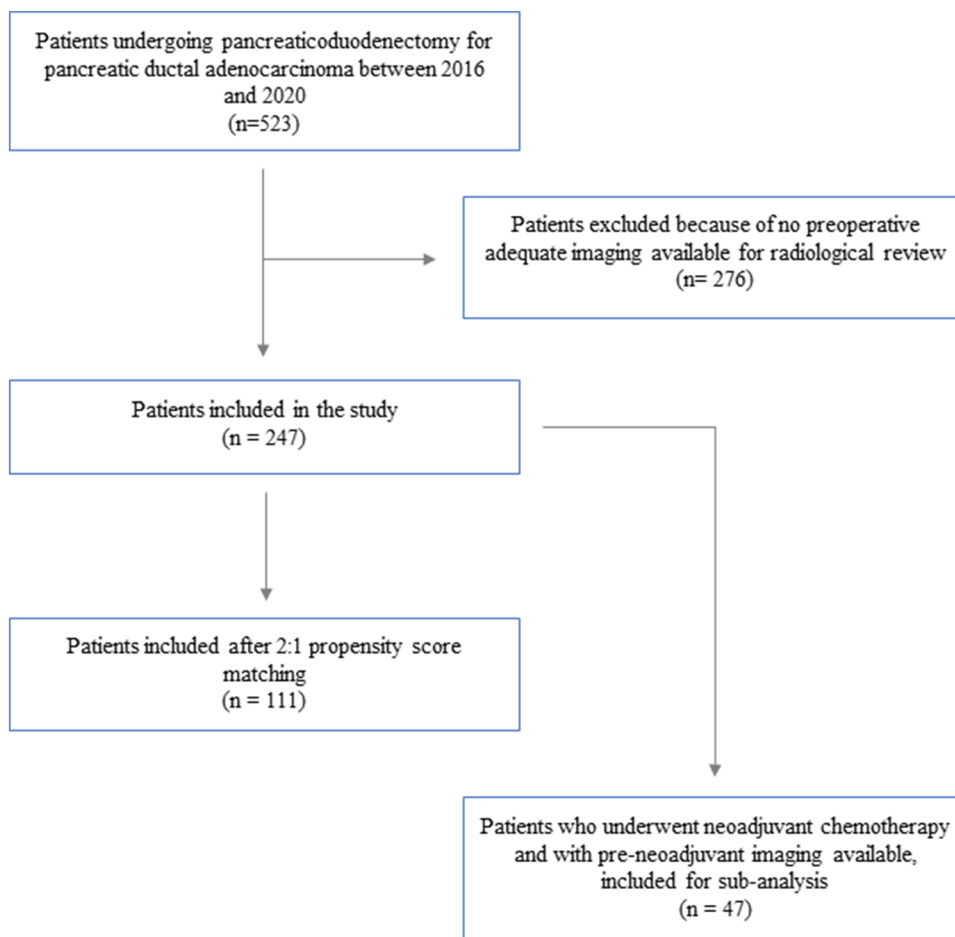 Patients undergoing pancreaticoduodenectomy for
pancreatic ductal adenocarcinoma between 2016
and 2020
(n=523)
Patients excluded because of no preoperative
adequate imaging available for radiological review
(n= 276)
Patients included in the study
(n = 247)
Patients included after 2:1 propensity score
matching
(n = 111)
Patients who underwent neoadjuvant chemotherapy
and with pre-neoadjuvant imaging available,
included for sub-analysis
(n = 47)